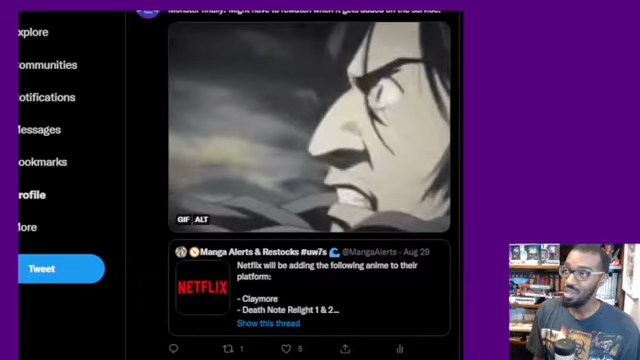 Monster finally! Might have to rewatch when it gets added on the service.
xplore
ommunities
otifications
Messages
ookmarks
rofile
ore
Tweet
GIF ALT
Manga Alerts & Restocks #uw7s @MangaAlerts · Aug 29
Netflix will be adding the following anime to their
platform:
NETFLIX
- Claymore
- Death Note Relight 1 & 2...
Show this thread
1
5